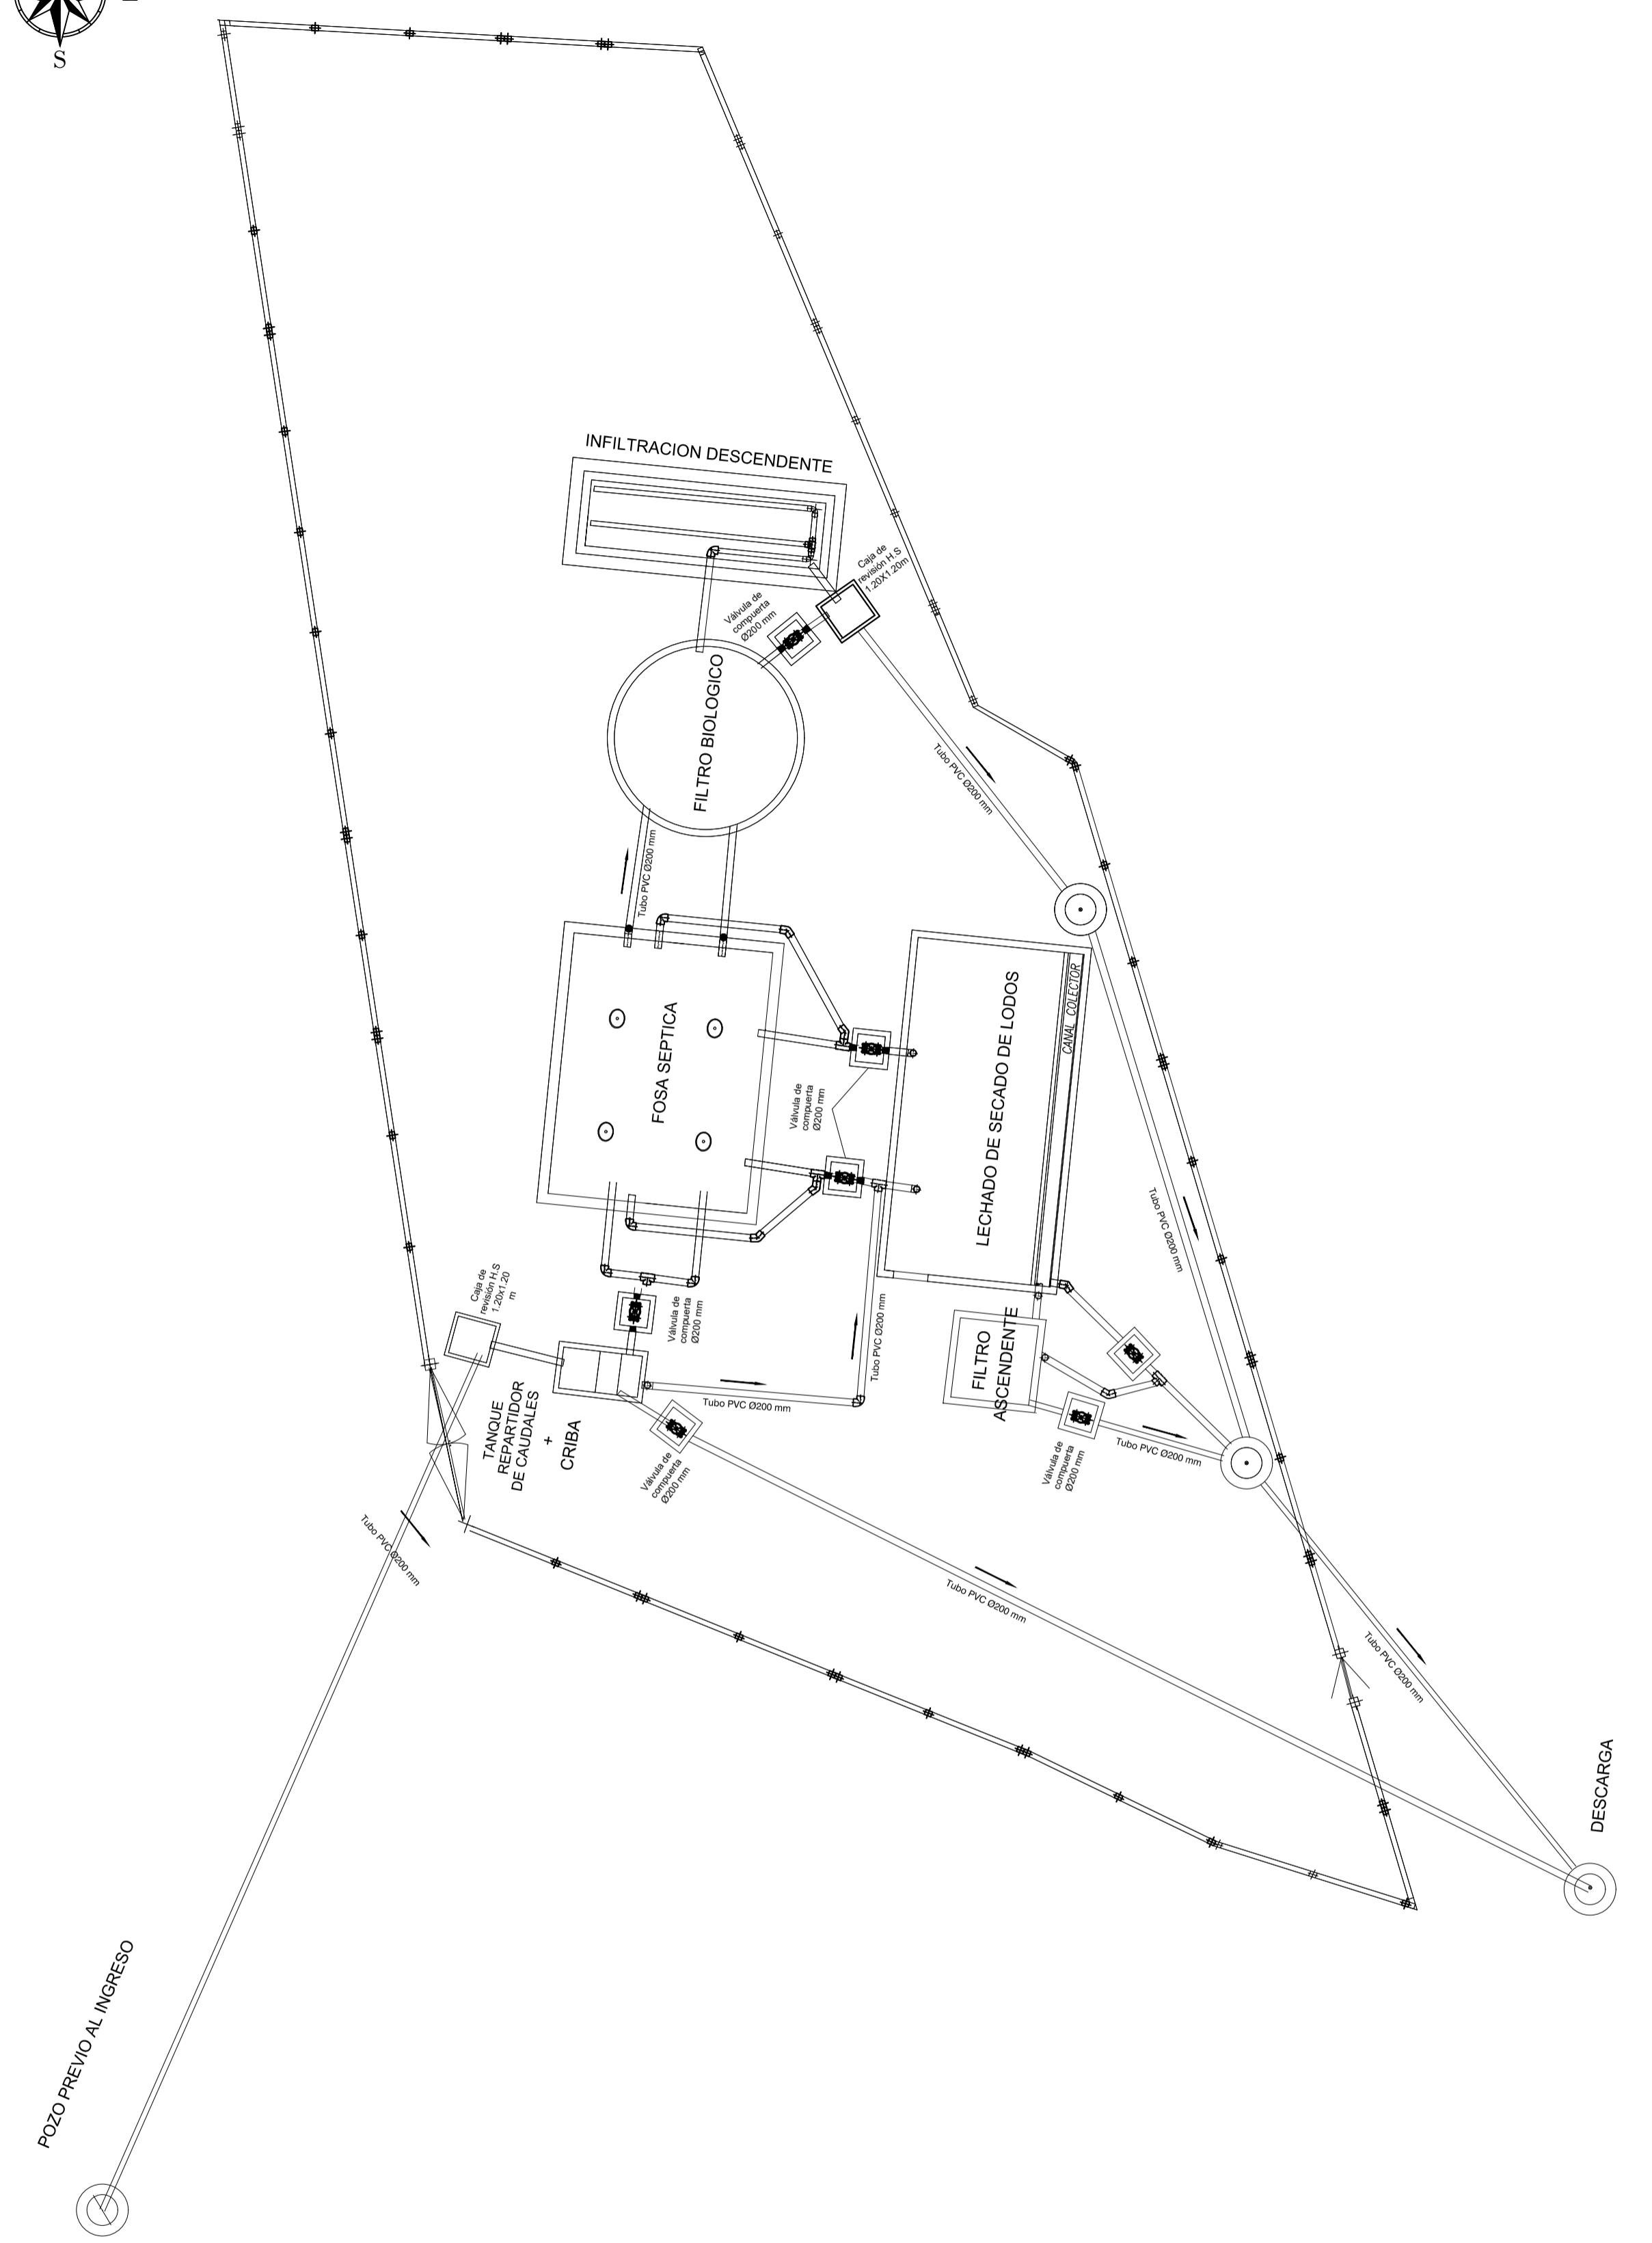 S
INFILTRACION DESCENDENTE
Caja de
revisión H.S
1.20X1.20m
Válvula de
compuerta
Ø200 mm
FILTRO BIOLOGICO
Tubo PVC Ø200 mm
Tubo PVC Ø200 mm
FOSA SEPTICA
LECHADO DE SECADO DE LODOS
CANAL COLECTOR
Válvula de
compuerta
Ø200 mm
Tubo PVC Ø200 mm
Caja de
revisión H.S
1.20x1.20
m
Válvula de
compuerta
Ø200 mm
Tubo PVC Ø200 mm
FILTRO
ASCENDENTE
TANQUE
REPARTIDOR
DE CAUDALES
+
CRIBA
Tubo PVC Ø200 mm
Válvula de
compuerta
Ø200 mm
Válvula de
compuerta
Ø200 mm
Tubo PVC Ø200 mm
Tubo PVC Ø200 mm
Tubo PVC Ø200 mm
Tubo PVC Ø200 mm
DESCARGA
POZO PREVIO AL INGRESO